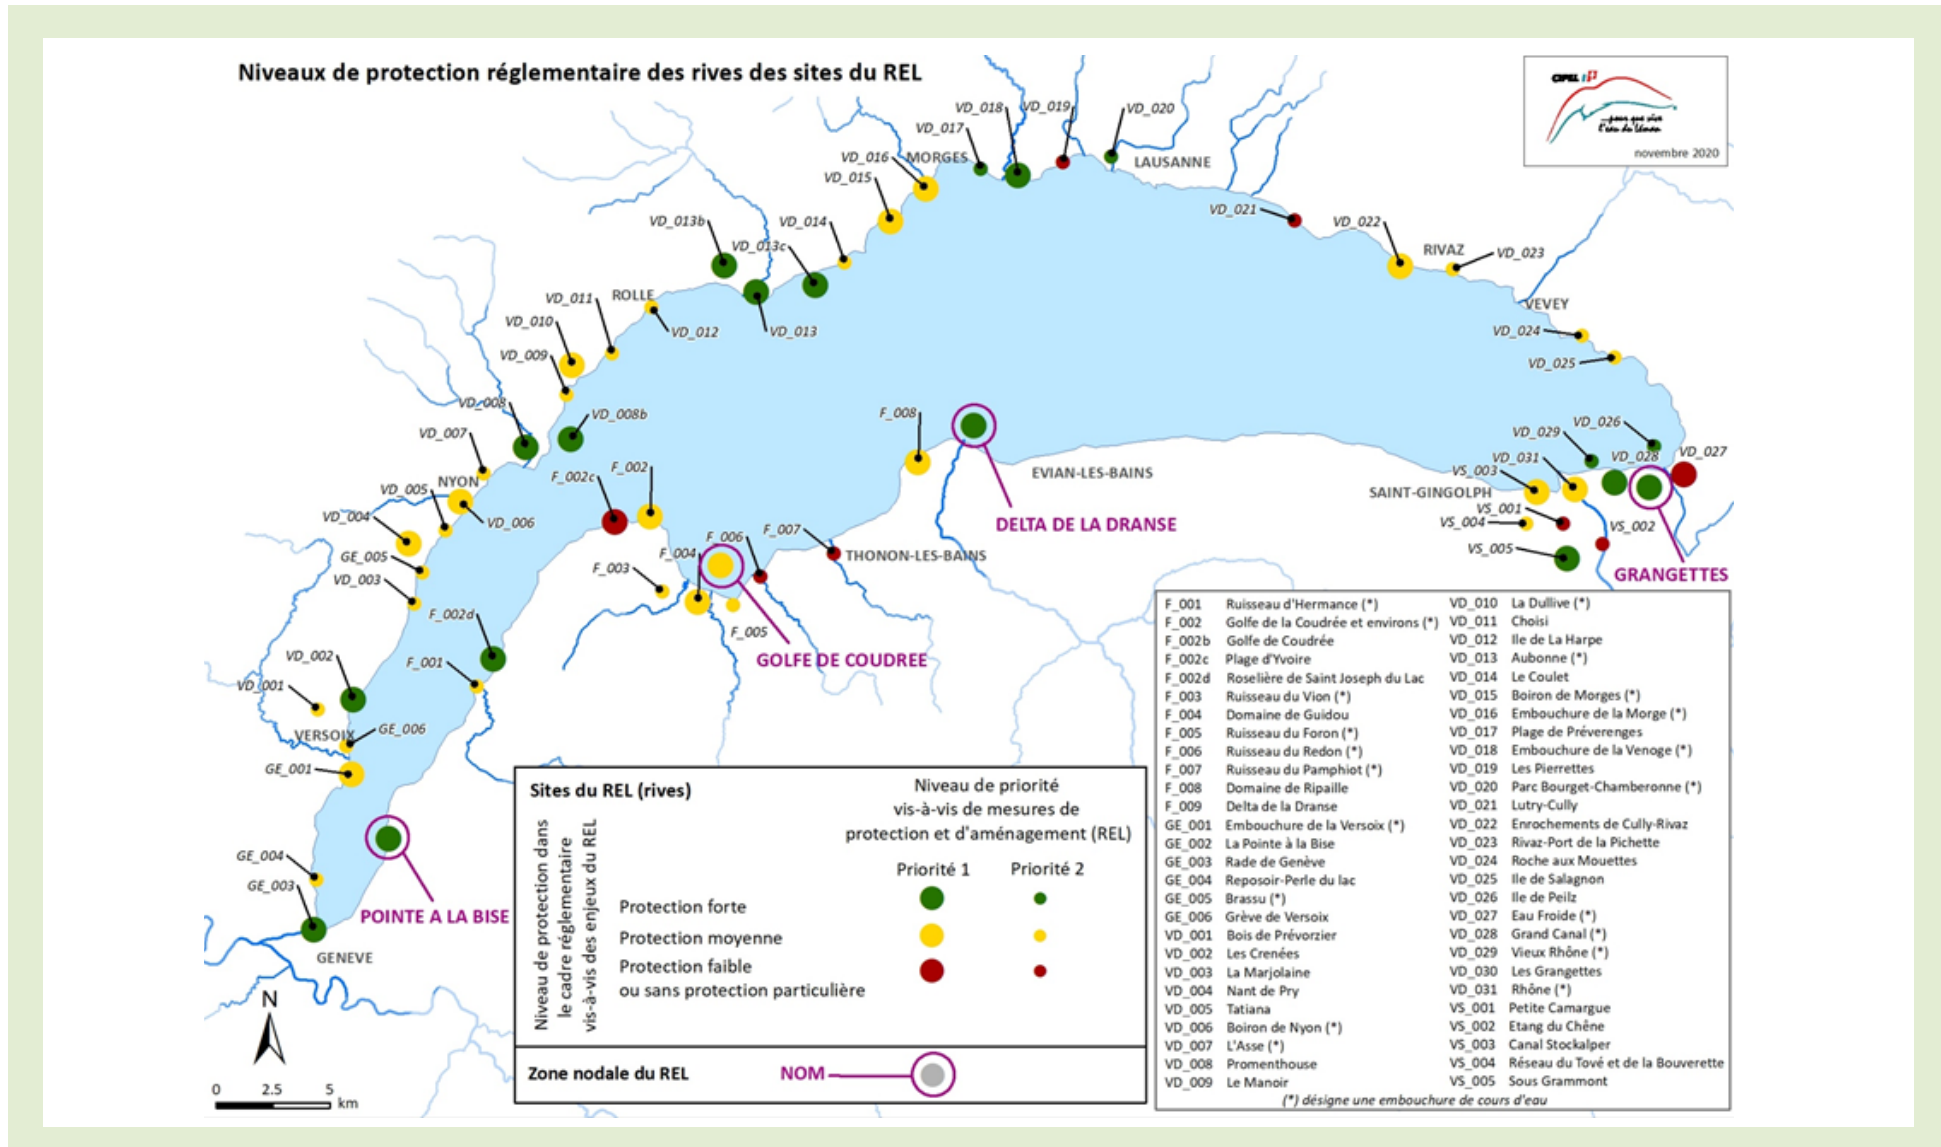 Niveaux de protection réglementaire des rives des sites du REL
CIPEL
...pour que vive
l'eau du Léman
novembre 2020
VD_018
VD_019
VD_020
VD_017
VD_016
MORGES
LAUSANNE
VD_015
VD_021
VD_022
VD_013b
VD_014
VD_013c
RIVAZ
VD_023
VD_011
ROLLE
VEVEY
VD_010
VD_012
VD_013
VD_024
VD_009
VD_025
VD_008
VD_008b
F_008
VD_026
VD_007
VD_029
VD_028
VD_027
VD_031
F_002c
F_002
EVIAN-LES-BAINS
VS_003
NYON
VD_005
SAINT-GINGOLPH
VD_004
VD_006
DELTA DE LA DRANSE
VS_001
VS_004
VS_002
F_006
F_007
GE_005
F_004
THONON-LES-BAINS
VS_005
F_003
GRANGETTES
VD_003
F_002d
F_005
VD_002
F_001
GOLFE DE COUDREE
VD_001
VERSOIX
GE_006
GE_001
GE_004
GE_003
POINTE A LA BISE
GENEVE
N
0 2.5 5
km
Sites du REL (rives)
Niveau de priorité
vis-à-vis de mesures de
protection et d'aménagement (REL)
Niveau de protection dans
le cadre réglementaire
vis-à-vis des enjeux du REL
Priorité 1 Priorité 2
Protection forte
Protection moyenne
Protection faible
ou sans protection particulière
Zone nodale du REL NOM
F_001 Ruisseau d'Hermance (*)
F_002 Golfe de la Coudrée et environs (*)
F_002b Golfe de Coudrée
F_002c Plage d'Yvoire
F_002d Roselière de Saint Joseph du Lac
F_003 Ruisseau du Vion (*)
F_004 Domaine de Guidou
F_005 Ruisseau du Foron (*)
F_006 Ruisseau du Redon (*)
F_007 Ruisseau du Pamphiot (*)
F_008 Domaine de Ripaille
F_009 Delta de la Dranse
GE_001 Embouchure de la Versoix (*)
GE_002 La Pointe à la Bise
GE_003 Rade de Genève
GE_004 Reposoir-Perle du lac
GE_005 Brassu (*)
GE_006 Grève de Versoix
VD_001 Bois de Prévorzier
VD_002 Les Crenées
VD_003 La Marjolaine
VD_004 Nant de Pry
VD_005 Tatiana
VD_006 Boiron de Nyon (*)
VD_007 L'Asse (*)
VD_008 Promenthouse
VD_009 Le Manoir
VD_010 La Dullive (*)
VD_011 Choisi
VD_012 Ile de La Harpe
VD_013 Aubonne (*)
VD_014 Le Coulet
VD_015 Boiron de Morges (*)
VD_016 Embouchure de la Morge (*)
VD_017 Plage de Préverenges
VD_018 Embouchure de la Venoge (*)
VD_019 Les Pierrettes
VD_020 Parc Bourget-Chamberonne (*)
VD_021 Lutry-Cully
VD_022 Enrochements de Cully-Rivaz
VD_023 Rivaz-Port de la Pichette
VD_024 Roche aux Mouettes
VD_025 Ile de Salagnon
VD_026 Ile de Peilz
VD_027 Eau Froide (*)
VD_028 Grand Canal (*)
VD_029 Vieux Rhône (*)
VD_030 Les Grangettes
VD_031 Rhône (*)
VS_001 Petite Camargue
VS_002 Etang du Chêne
VS_003 Canal Stockalper
VS_004 Réseau du Tové et de la Bouverette
VS_005 Sous Grammont
(*) désigne une embouchure de cours d'eau